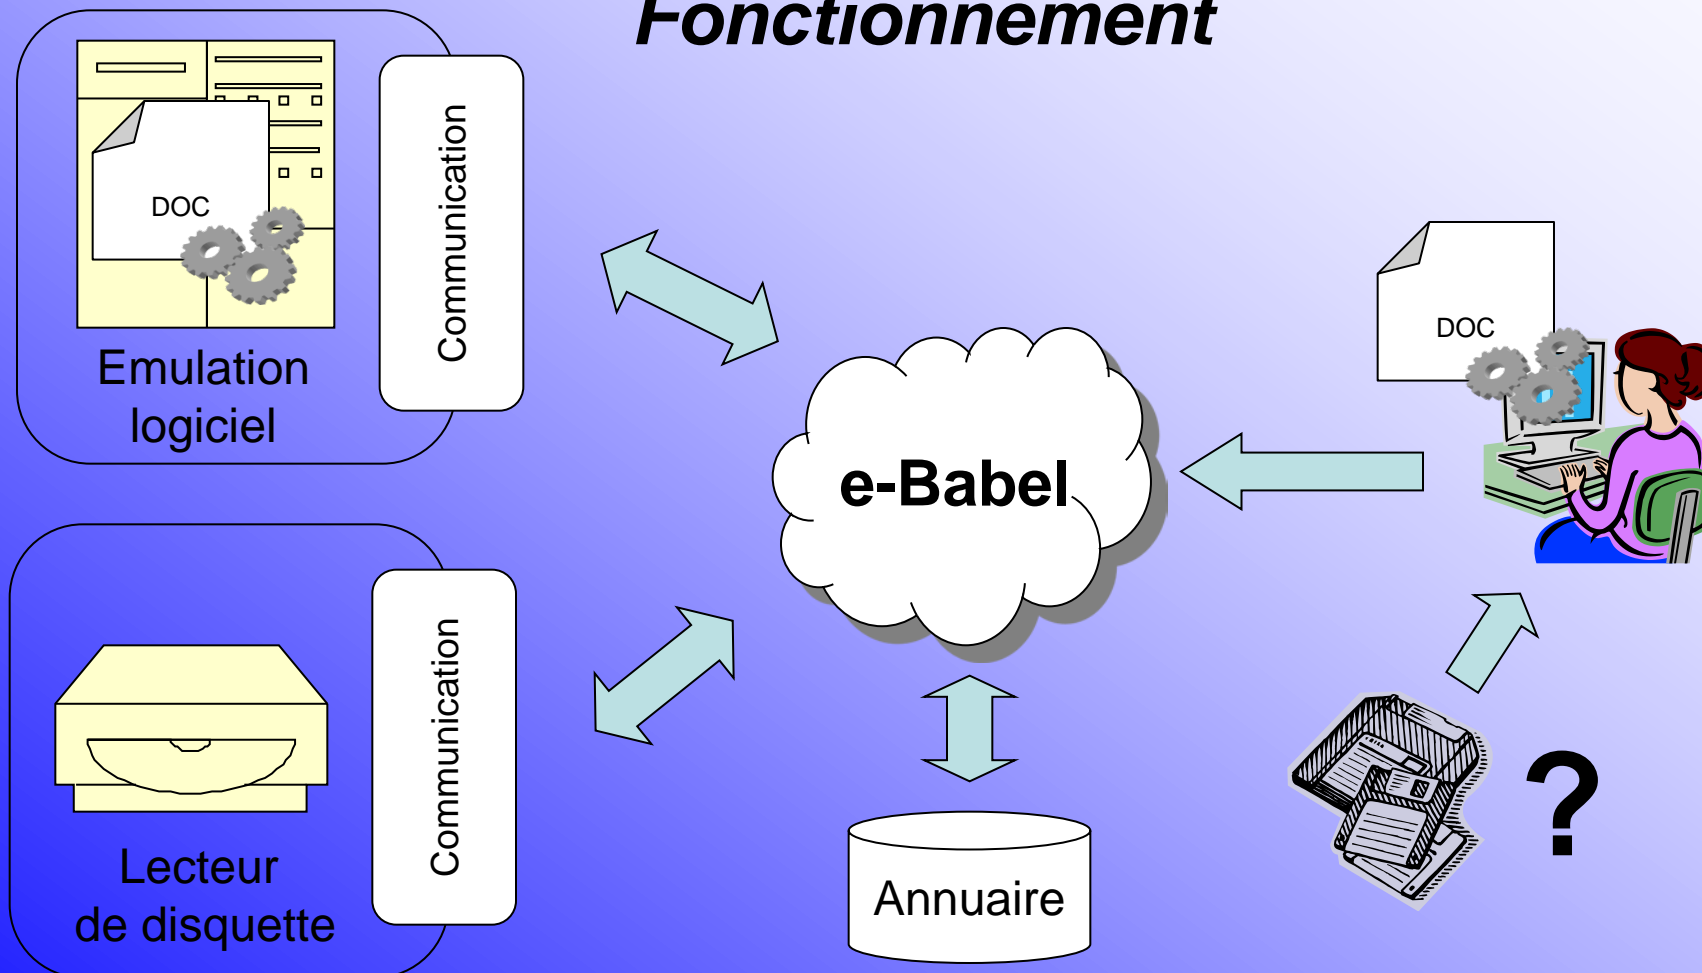 Fonctionnement
DOC
Communication
Emulation
logiciel
DOC
e-Babel
Communication
Lecteur
de disquette
Annuaire
?